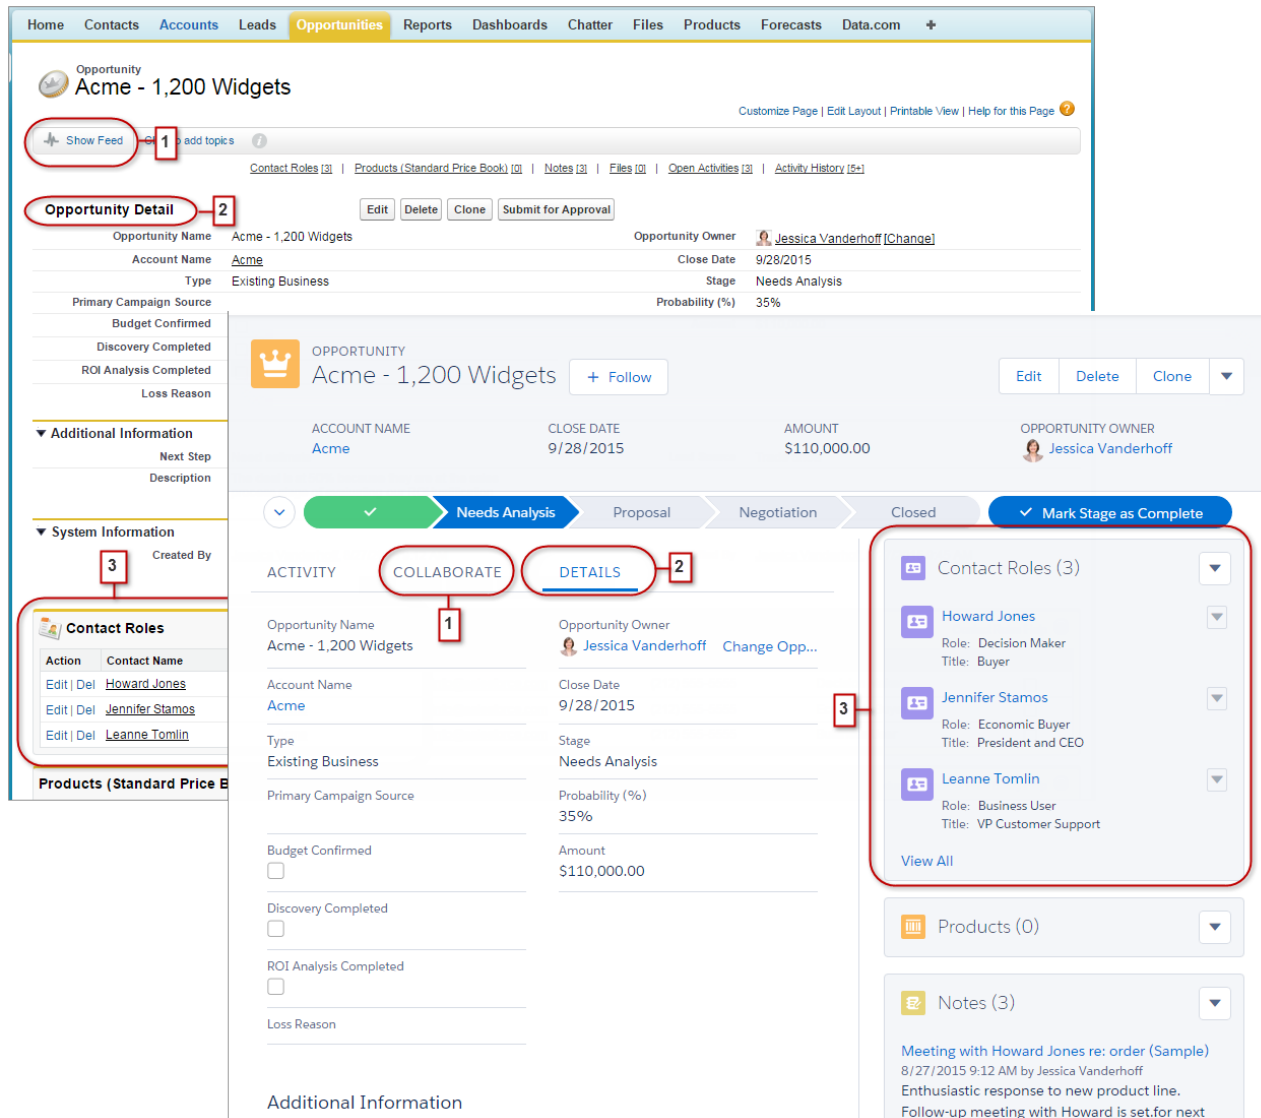 Home Contacts Accounts Leads Opportunities Reports Dashboards Chatter Files Products Forecasts Data.com +
Opportunity
Acme - 1,200 Widgets
Customize Page | Edit Layout | Printable View | Help for this Page ?
Show Feed 1 add topics i
Contact Roles [3] | Products (Standard Price Book) [0] | Notes [3] | Files [0] | Open Activities [3] | Activity History [5+]
Opportunity Detail 2 Edit Delete Clone Submit for Approval
Opportunity Name Acme - 1,200 Widgets Opportunity Owner Jessica Vanderhoff [Change]
Account Name Acme Close Date 9/28/2015
Type Existing Business Stage Needs Analysis
Primary Campaign Source Probability (%) 35%
Budget Confirmed
Discovery Completed
ROI Analysis Completed
Loss Reason
Additional Information
Next Step
Description
System Information
Created By
3
Contact Roles
Action Contact Name
Edit | Del Howard Jones
Edit | Del Jennifer Stamos
Edit | Del Leanne Tomlin
Products (Standard Price B
OPPORTUNITY
Acme - 1,200 Widgets + Follow Edit Delete Clone
ACCOUNT NAME CLOSE DATE AMOUNT OPPORTUNITY OWNER
Acme 9/28/2015 $110,000.00 Jessica Vanderhoff
Needs Analysis Proposal Negotiation Closed Mark Stage as Complete
ACTIVITY COLLABORATE DETAILS 2
1
Opportunity Name Opportunity Owner
Acme - 1,200 Widgets Jessica Vanderhoff Change Opp...
Account Name Close Date
Acme 9/28/2015
Type Stage
Existing Business Needs Analysis
Primary Campaign Source Probability (%)
35%
Budget Confirmed Amount
$110,000.00
Discovery Completed
ROI Analysis Completed
Loss Reason
Additional Information
3
Contact Roles (3)
Howard Jones
Role: Decision Maker
Title: Buyer
Jennifer Stamos
Role: Economic Buyer
Title: President and CEO
Leanne Tomlin
Role: Business User
Title: VP Customer Support
View All
Products (0)
Notes (3)
Meeting with Howard Jones re: order (Sample)
8/27/2015 9:12 AM by Jessica Vanderhoff
Enthusiastic response to new product line.
Follow-up meeting with Howard is set.for next